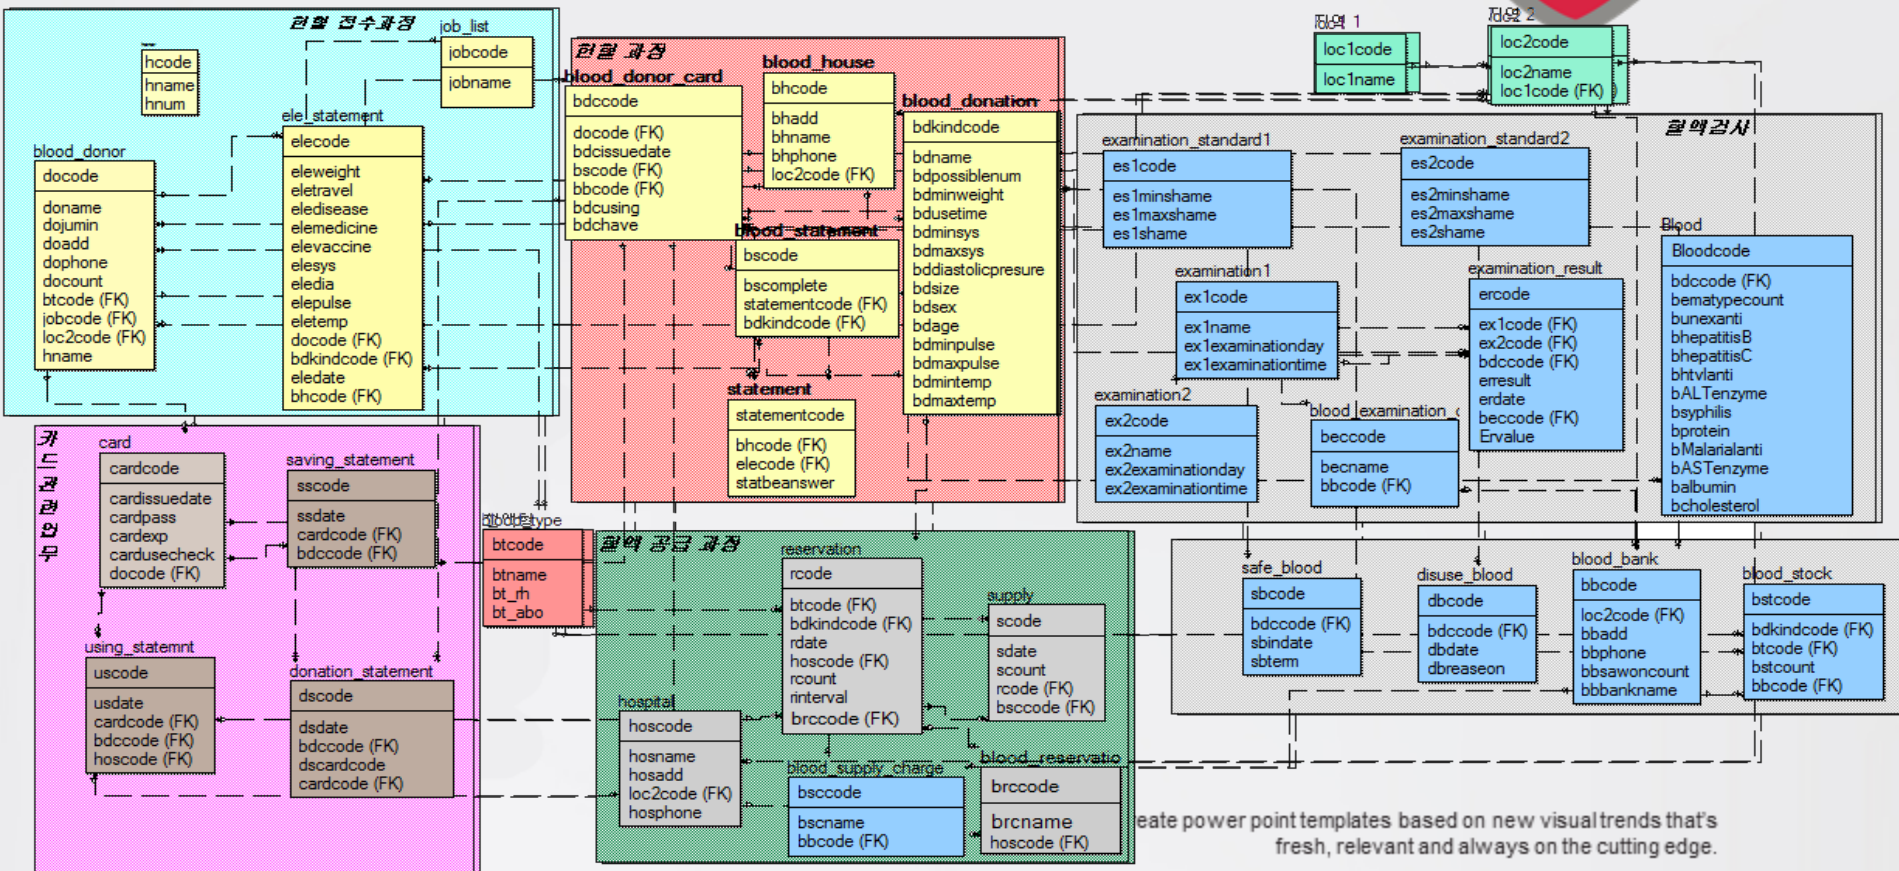 헌혈 접수과정
job_list
jobcode
jobname
hcode
hname
hnum
ele_statement
elecode
eleweight
eletravel
eledisease
elemedicine
elevaccine
elesys
eledia
elepulse
eletemp
docode (FK)
bdkindcode (FK)
eledate
bhcode (FK)
blood_donor
docode
doname
dojumin
doadd
dophone
docount
btcode (FK)
jobcode (FK)
loc2code (FK)
hname
헌혈 과정
blood_donor_card
bdccode
docode (FK)
bdcissuedate
bscode (FK)
bbcode (FK)
bdcusing
bdchave
blood_house
bhcode
bhadd
bhname
bhphone
loc2code (FK)
blood_donation
bdkindcode
bdname
bdpossiblenum
bdminweight
bdusetime
bdminsys
bdmaxsys
bddiastolicpresure
bdsize
bdsex
bdage
bdminpulse
bdmaxpulse
bdmintemp
bdmaxtemp
blood_statement
bscode
bscomplete
statementcode (FK)
bdkindcode (FK)
statement
statementcode
bhcode (FK)
elecode (FK)
statbeanswer
1
loc1code
loc1name
2
loc2code
loc2name
loc1code (FK)
혈액검사
examination_standard1
es1code
es1minshame
es1maxshame
es1shame
examination_standard2
es2code
es2minshame
es2maxshame
es2shame
Blood
Bloodcode
bdccode (FK)
bematypecount
bunexanti
bhepatitisB
bhepatitisC
bhtvlanti
bALTenzyme
bsyphilis
bprotein
bMalarialanti
bASTenzyme
balbumin
bcholesterol
examination1
ex1code
ex1name
ex1examinationday
ex1examinationtime
examination_result
ercode
ex1code (FK)
ex2code (FK)
bdccode (FK)
erresult
erdate
beccode (FK)
Ervalue
examination2
ex2code
ex2name
ex2examinationday
ex2examinationtime
blood_examination_c
beccode
becname
bbcode (FK)
카드관련업무
card
cardcode
cardissuedate
cardpass
cardexp
cardusecheck
docode (FK)
saving_statement
sscode
ssdate
cardcode (FK)
bdccode (FK)
using_statemnt
uscode
usdate
cardcode (FK)
bdccode (FK)
hoscode (FK)
donation_statement
dscode
dsdate
bdccode (FK)
dscardcode
cardcode (FK)
blood_type
btcode
btname
bt_rh
bt_abo
혈액 공급 과정
reservation
rcode
btcode (FK)
bdkindcode (FK)
rdate
hoscode (FK)
rcount
rinterval
brccode (FK)
supply
scode
sdate
scount
rcode (FK)
bsccode (FK)
hospital
hoscode
hosname
hosadd
loc2code (FK)
hosphone
blood_supply_charge
bsccode
bscname
bbcode (FK)
blood_reservatio
brccode
brcname
hoscode (FK)
safe_blood
sbcode
bdccode (FK)
sbindate
sbterm
disuse_blood
dbcode
bdccode (FK)
dbdate
dbreaseon
blood_bank
bbcode
loc2code (FK)
bbadd
bbphone
bbsawoncount
bbbankname
blood_stock
bstcode
bdkindcode (FK)
btcode (FK)
bstcount
bbcode (FK)
eate power point templates based on new visual trends that's
fresh, relevant and always on the cutting edge.